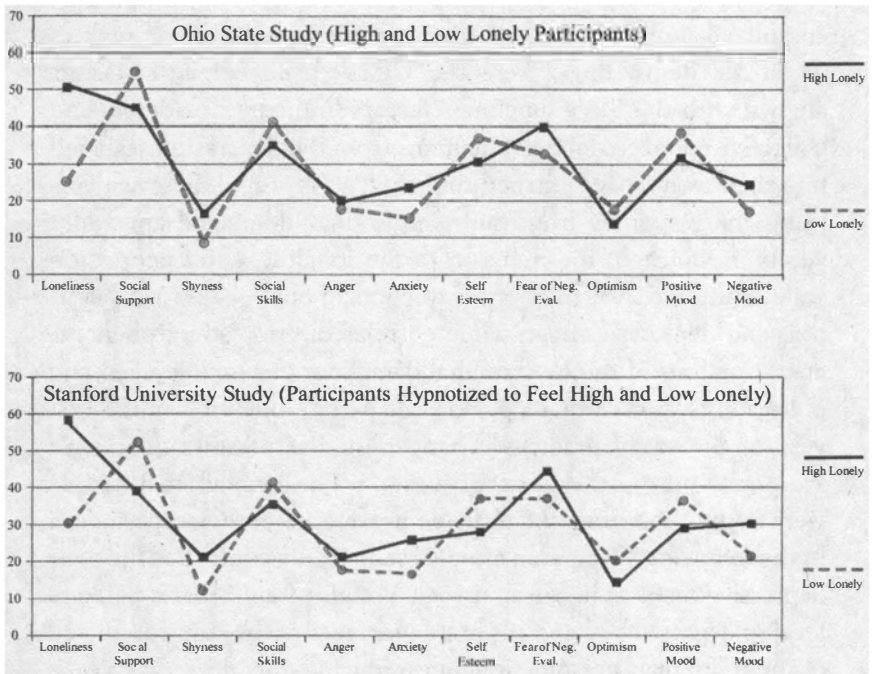 Ohio State Study (High and Low Lonely Participants)
70
60
50
40
30
20
10
0
Loneliness
Social
Support
Shyness
Social
Skills
Anger
Anxiety
Self
Esteem
Fear of Neg.
Eval.
Optimism
Positive
Mood
Negative
Mood
High Lonely
Low Lonely
Stanford University Study (Participants Hypnotized to Feel High and Low Lonely)
70
60
50
40
30
20
10
0
Loneliness
Social
Support
Shyness
Social
Skills
Anger
Anxiety
Self
Esteem
Fear of Neg.
Eval.
Optimism
Positive
Mood
Negative
Mood
High Lonely
Low Lonely